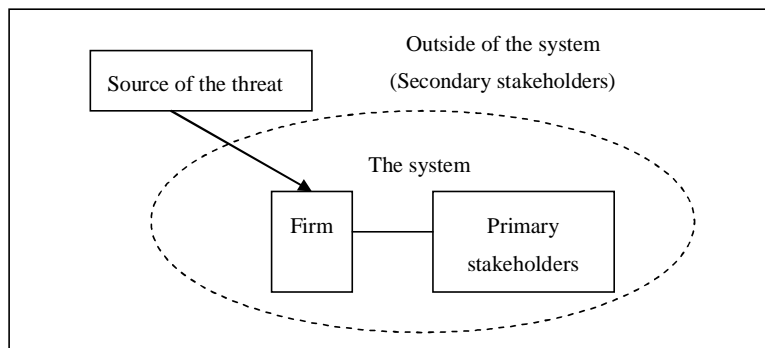 Outside of the system
(Secondary stakeholders)
Source of the threat
The system
Firm
Primary
stakeholders